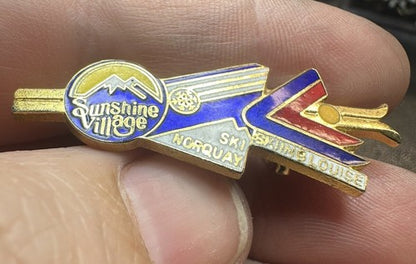 Sunshine
Village
SKI
NORQUAY
SKI LAKE LOUISE